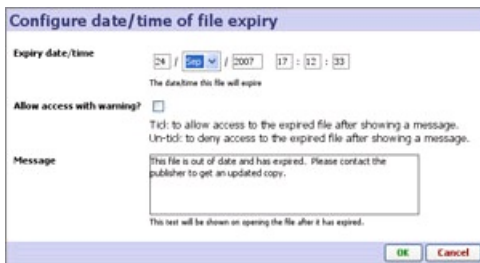 Configure date/time of file expiry
Expiry date/time
24 / Sep / 2007 17 : 12 : 33
The date/time this file will expire
Allow access with warning?
Tick to allow access to the expired file after showing a message.
Un-tick to deny access to the expired file after showing a message.
Message
This file is out of date and has expired. Please contact the
publisher to get an updated copy.
This text will be shown on opening the file after it has expired.
OK Cancel